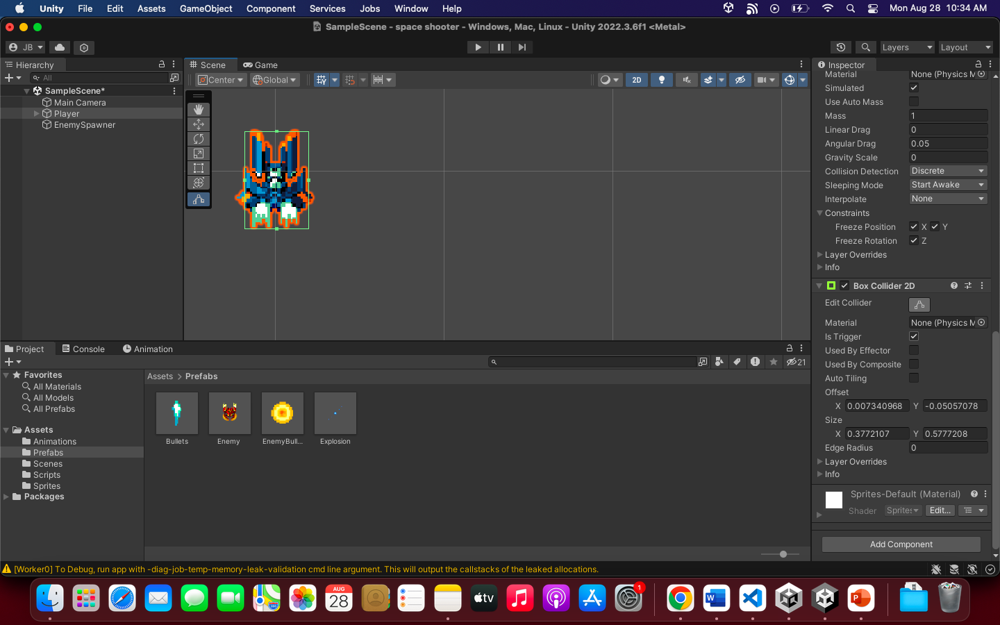 Unity File Edit Assets GameObject Component Services Jobs Window Help Mon Aug 28 10:34 AM
SampleScene - space shooter - Windows, Mac, Linux - Unity 2022.3.6f1 <Metal>
JB Layers Layout
Hierarchy
All
SampleScene*
Main Camera
Player
EnemySpawner
Scene Game
Center Global 2D
Inspector
Material None (Physics M
Simulated
Use Auto Mass
Mass 1
Linear Drag 0
Angular Drag 0.05
Gravity Scale 0
Collision Detection Discrete
Sleeping Mode Start Awake
Interpolate None
Constraints
Freeze Position X Y
Freeze Rotation Z
Layer Overrides
Info
Box Collider 2D
Edit Collider
Material None (Physics M
Is Trigger
Used By Effector
Used By Composite
Auto Tiling
Offset
X 0.007340968 Y -0.05057078
Size
X 0.3772107 Y 0.5777208
Edge Radius 0
Layer Overrides
Info
Sprites-Default (Material)
Shader Sprites Edit...
Add Component
Project Console Animation
21
Favorites
All Materials
All Models
All Prefabs
Assets
Animations
Prefabs
Scenes
Scripts
Sprites
Packages
Assets > Prefabs
Bullets Enemy EnemyBull... Explosion
[Worker0] To Debug, run app with -diag-job-temp-memory-leak-validation cmd line argument. This will output the callstacks of the leaked allocations.
AUG
28
tv
1
W
P